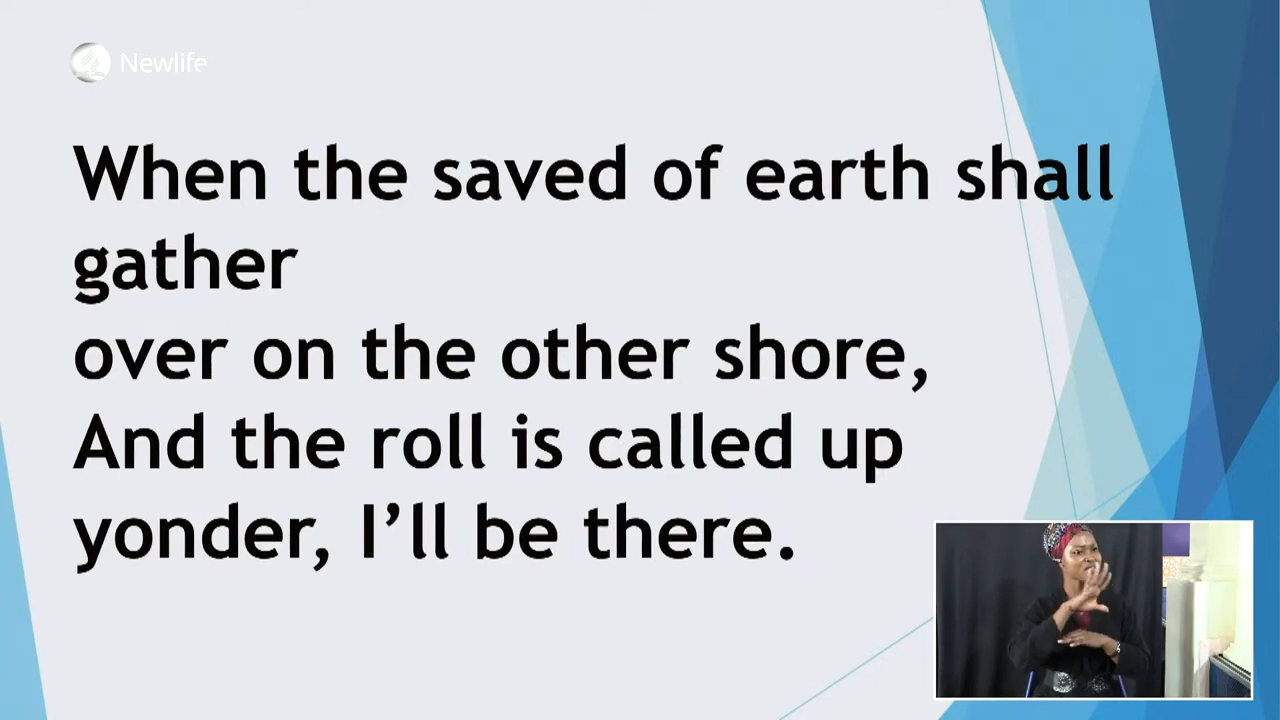 Newlife
When the saved of earth shall
gather
over on the other shore,
And the roll is called up
yonder, I’ll be there.